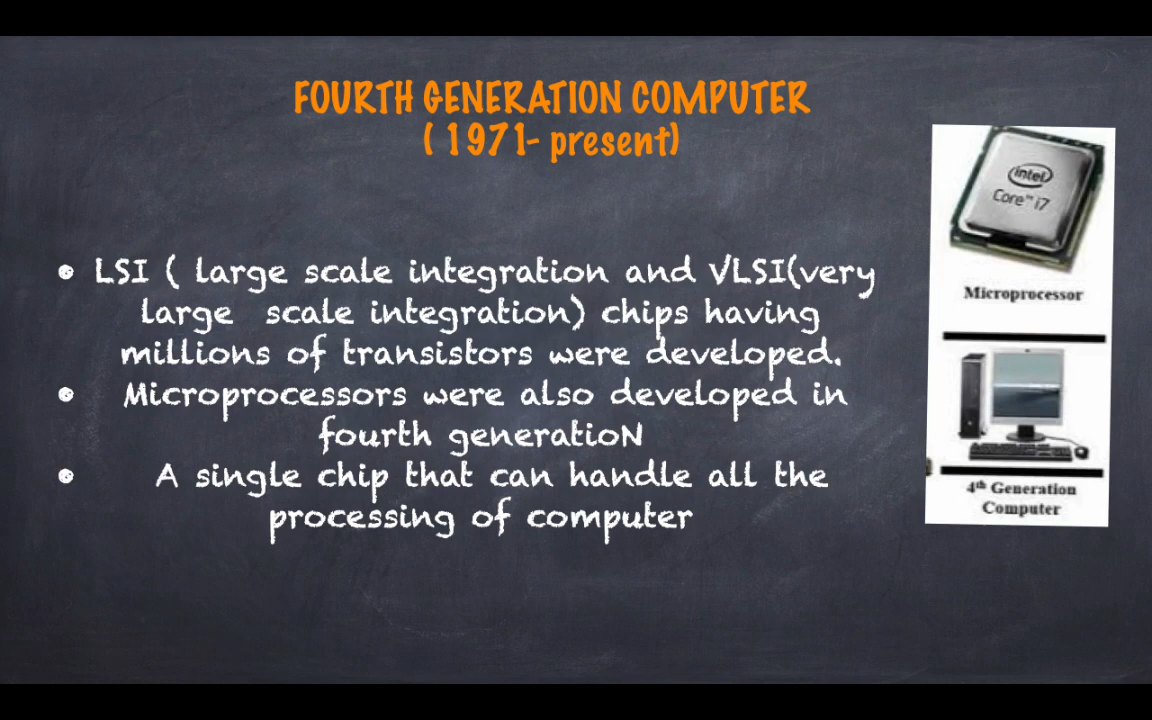 FOURTH GENERATION COMPUTER
( 1971- present)
• LSI ( large scale integration and VLSI(very
large scale integration) chips having
millions of transistors were developed.
• Microprocessors were also developed in
fourth generatioN
• A single chip that can handle all the
processing of computer
intel
Core™ i7
Microprocessor
4th Generation
Computer